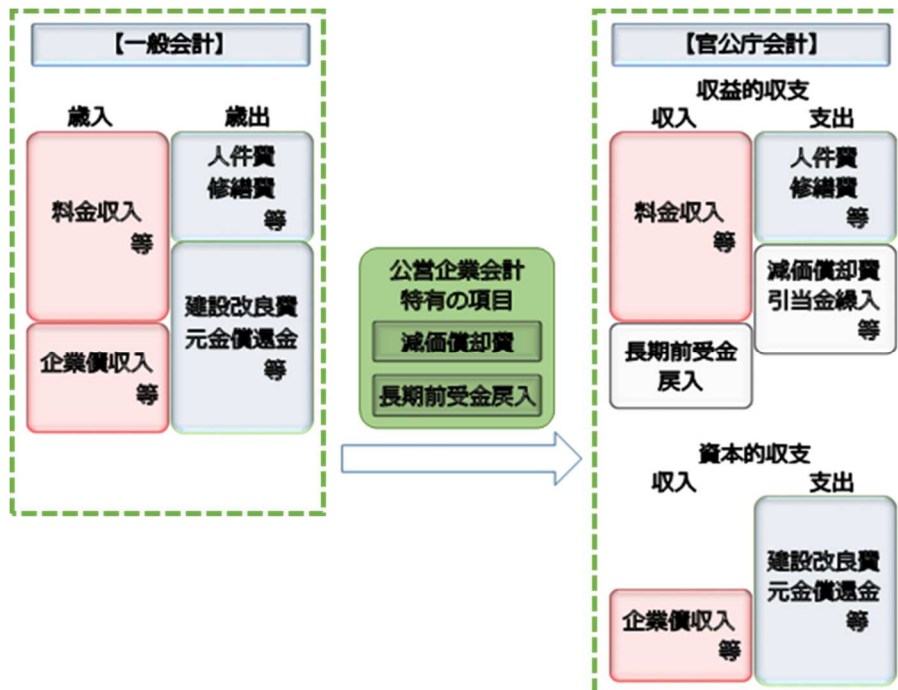 【一般会計】
歳入
歳出
料金収入
等
企業債収入
等
人件費
修繕費
等
建設改良費
元金償還金
等
公営企業会計
特有の項目
減価償却費
長期前受金戻入
【官公庁会計】
収益的収支
収入
支出
料金収入
等
長期前受金
戻入
人件費
修繕費
等
減価償却費
引当金繰入
等
資本的収支
収入
支出
企業債収入
等
建設改良費
元金償還金
等